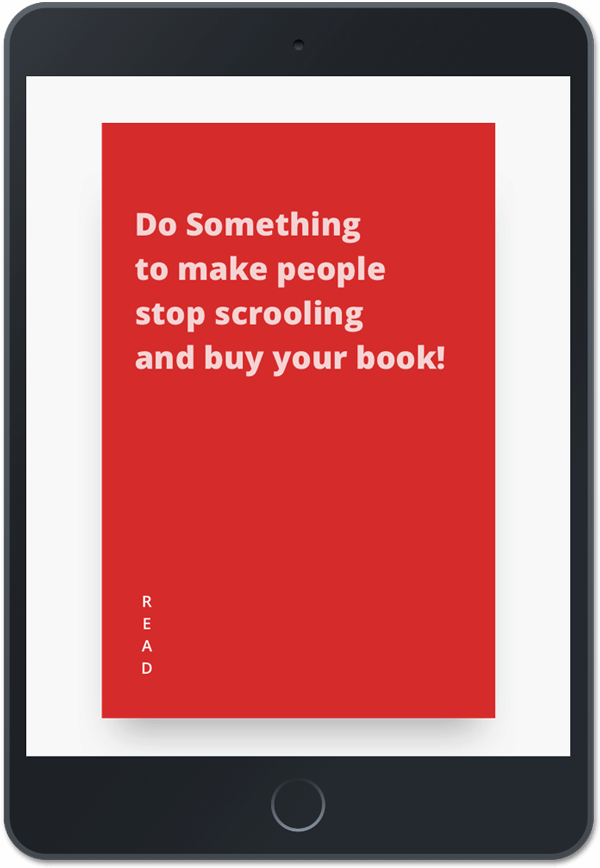 Do Something
to make people
stop scrooling
and buy your book!
R
E
A
D